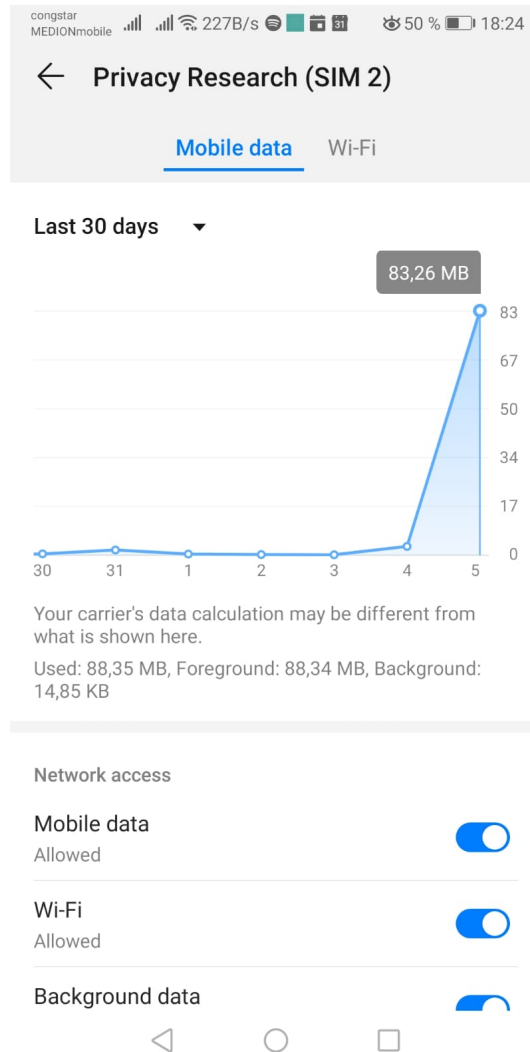 congstar
MEDIONmobile 227B/s 31 50 % 18:24
Privacy Research (SIM 2)
Mobile data Wi-Fi
Last 30 days
83,26 MB
83
67
50
34
17
0
30 31 1 2 3 4 5
Your carrier's data calculation may be different from
what is shown here.
Used: 88,35 MB, Foreground: 88,34 MB, Background:
14,85 KB
Network access
Mobile data
Allowed
Wi-Fi
Allowed
Background data